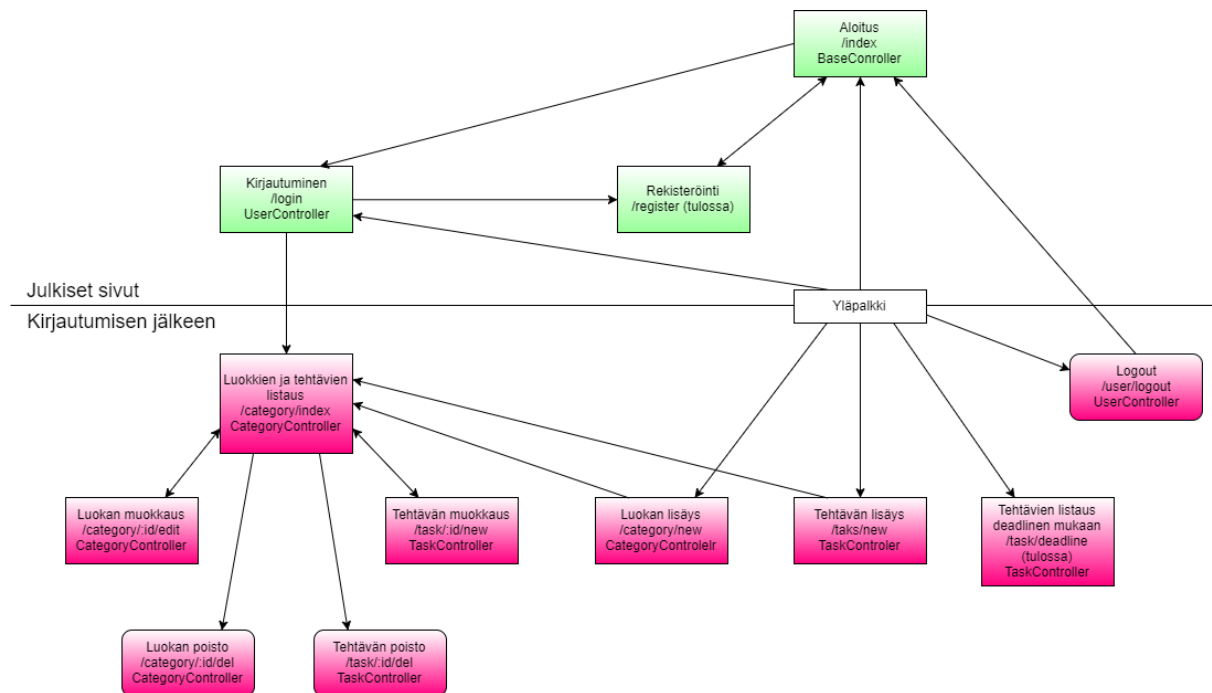 Aloitus
/index
BaseConroller
Kirjautuminen
/login
UserController
Rekisteröinti
/register (tulossa)
Julkiset sivut
Yläpalkki
Kirjautumisen jälkeen
Luokkien ja tehtävien
listaus
/category/index
CategoryController
Logout
/user/logout
UserController
Luokan muokkaus
/category/:id/edit
CategoryController
Tehtävän muokkaus
/task/:id/new
TaskController
Luokan lisäys
/category/new
CategoryControlelr
Tehtävän lisäys
/taks/new
TaskControler
Tehtävien listaus
deadlinen mukaan
/task/deadline
(tulossa)
TaskController
Luokan poisto
/category/:id/del
CategoryController
Tehtävän poisto
/task/:id/del
TaskController